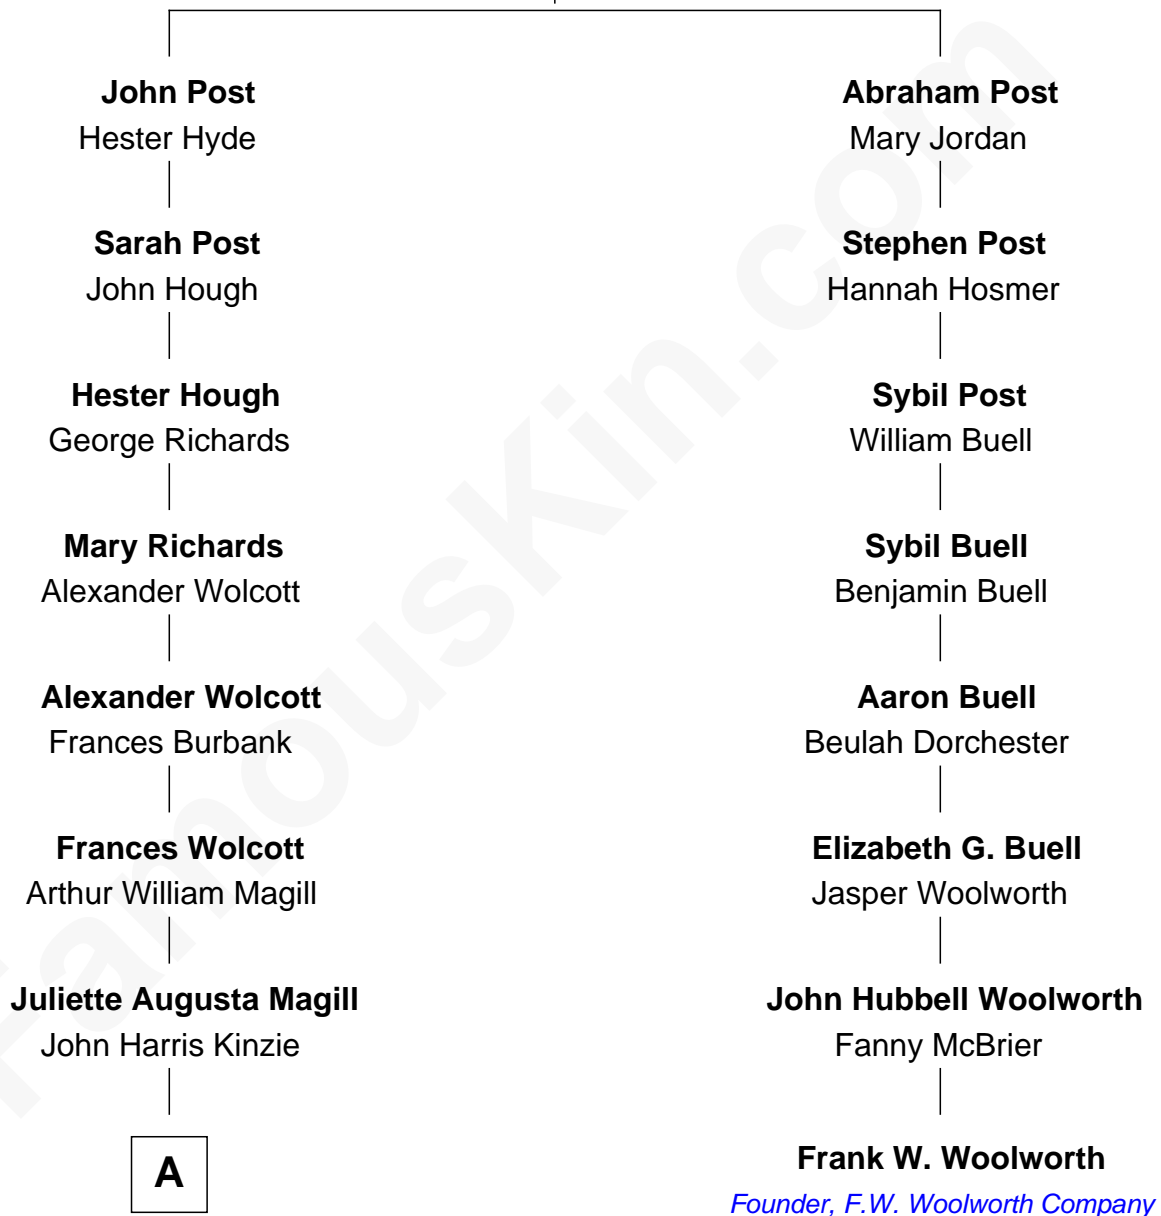 John Post
Hester Hyde
Sarah Post
John Hough
Hester Hough
George Richards
Mary Richards
Alexander Wolcott
Alexander Wolcott
Frances Burbank
Frances Wolcott
Arthur William Magill
Juliette Augusta Magill
John Harris Kinzie
A
Abraham Post
Mary Jordan
Stephen Post
Hannah Hosmer
Sybil Post
William Buell
Sybil Buell
Benjamin Buell
Aaron Buell
Beulah Dorchester
Elizabeth G. Buell
Jasper Woolworth
John Hubbell Woolworth
Fanny McBrier
Frank W. Woolworth
Founder, F.W. Woolworth Company
FamousKin.com